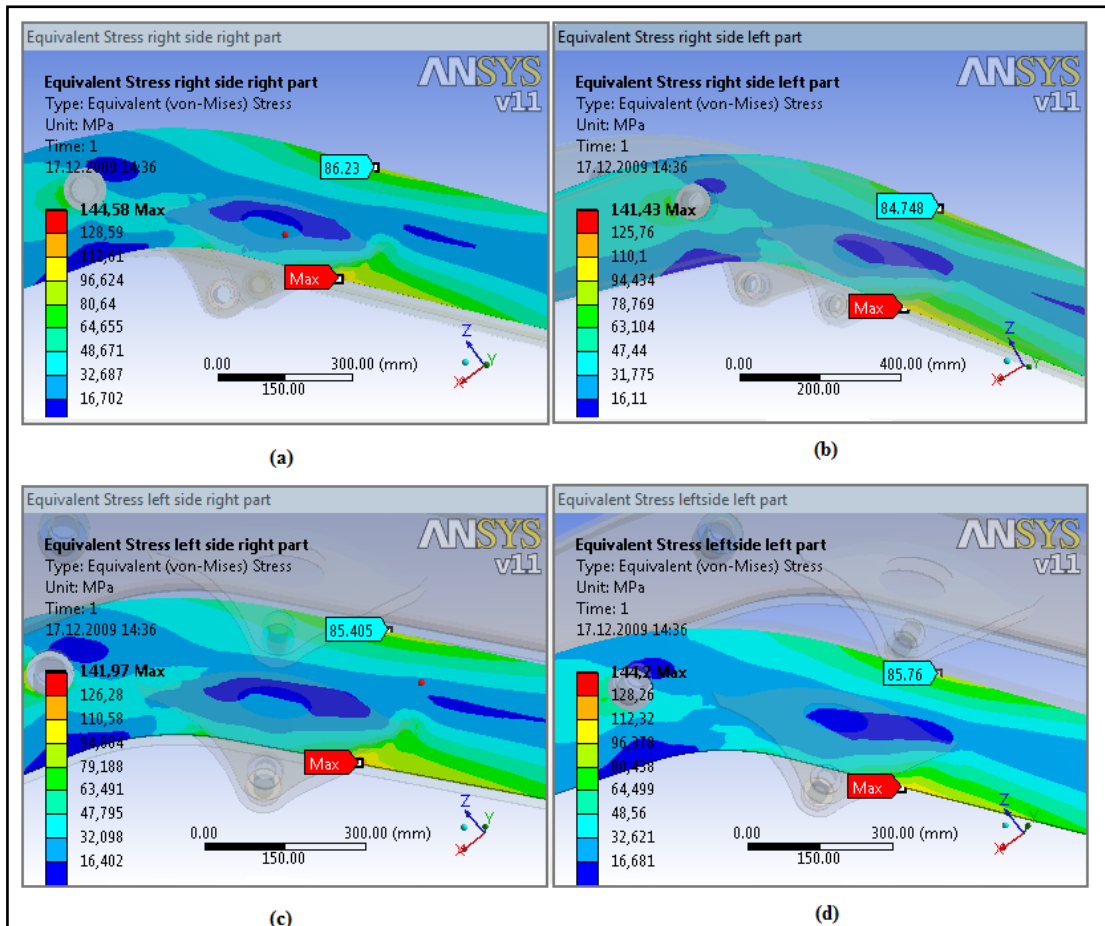 Equivalent Stress right side right part
ANSYS
v11
Equivalent Stress right side right part
Type: Equivalent (von-Mises) Stress
Unit: MPa
Time: 1
17.12.2009 14:36
86.23
144,58 Max
128,59
112,61
96,624
80,64
64,655
48,671
32,687
16,702
Max
Z
Y
X
0.00
300.00 (mm)
150.00
(a)
Equivalent Stress right side left part
ANSYS
v11
Equivalent Stress right side left part
Type: Equivalent (von-Mises) Stress
Unit: MPa
Time: 1
17.12.2009 14:36
84.748
141,43 Max
125,76
110,1
94,434
78,769
63,104
47,44
31,775
16,11
Max
Z
Y
X
0.00
400.00 (mm)
200.00
(b)
Equivalent Stress left side right part
ANSYS
v11
Equivalent Stress left side right part
Type: Equivalent (von-Mises) Stress
Unit: MPa
Time: 1
17.12.2009 14:36
85.405
141,97 Max
126,28
110,58
94,884
79,188
63,491
47,795
32,098
16,402
Max
Z
Y
X
0.00
300.00 (mm)
150.00
(c)
Equivalent Stress leftside left part
ANSYS
v11
Equivalent Stress leftside left part
Type: Equivalent (von-Mises) Stress
Unit: MPa
Time: 1
17.12.2009 14:36
85.76
144,2 Max
128,26
112,32
96,378
80,438
64,499
48,56
32,621
16,681
Max
Z
Y
X
0.00
300.00 (mm)
150.00
(d)